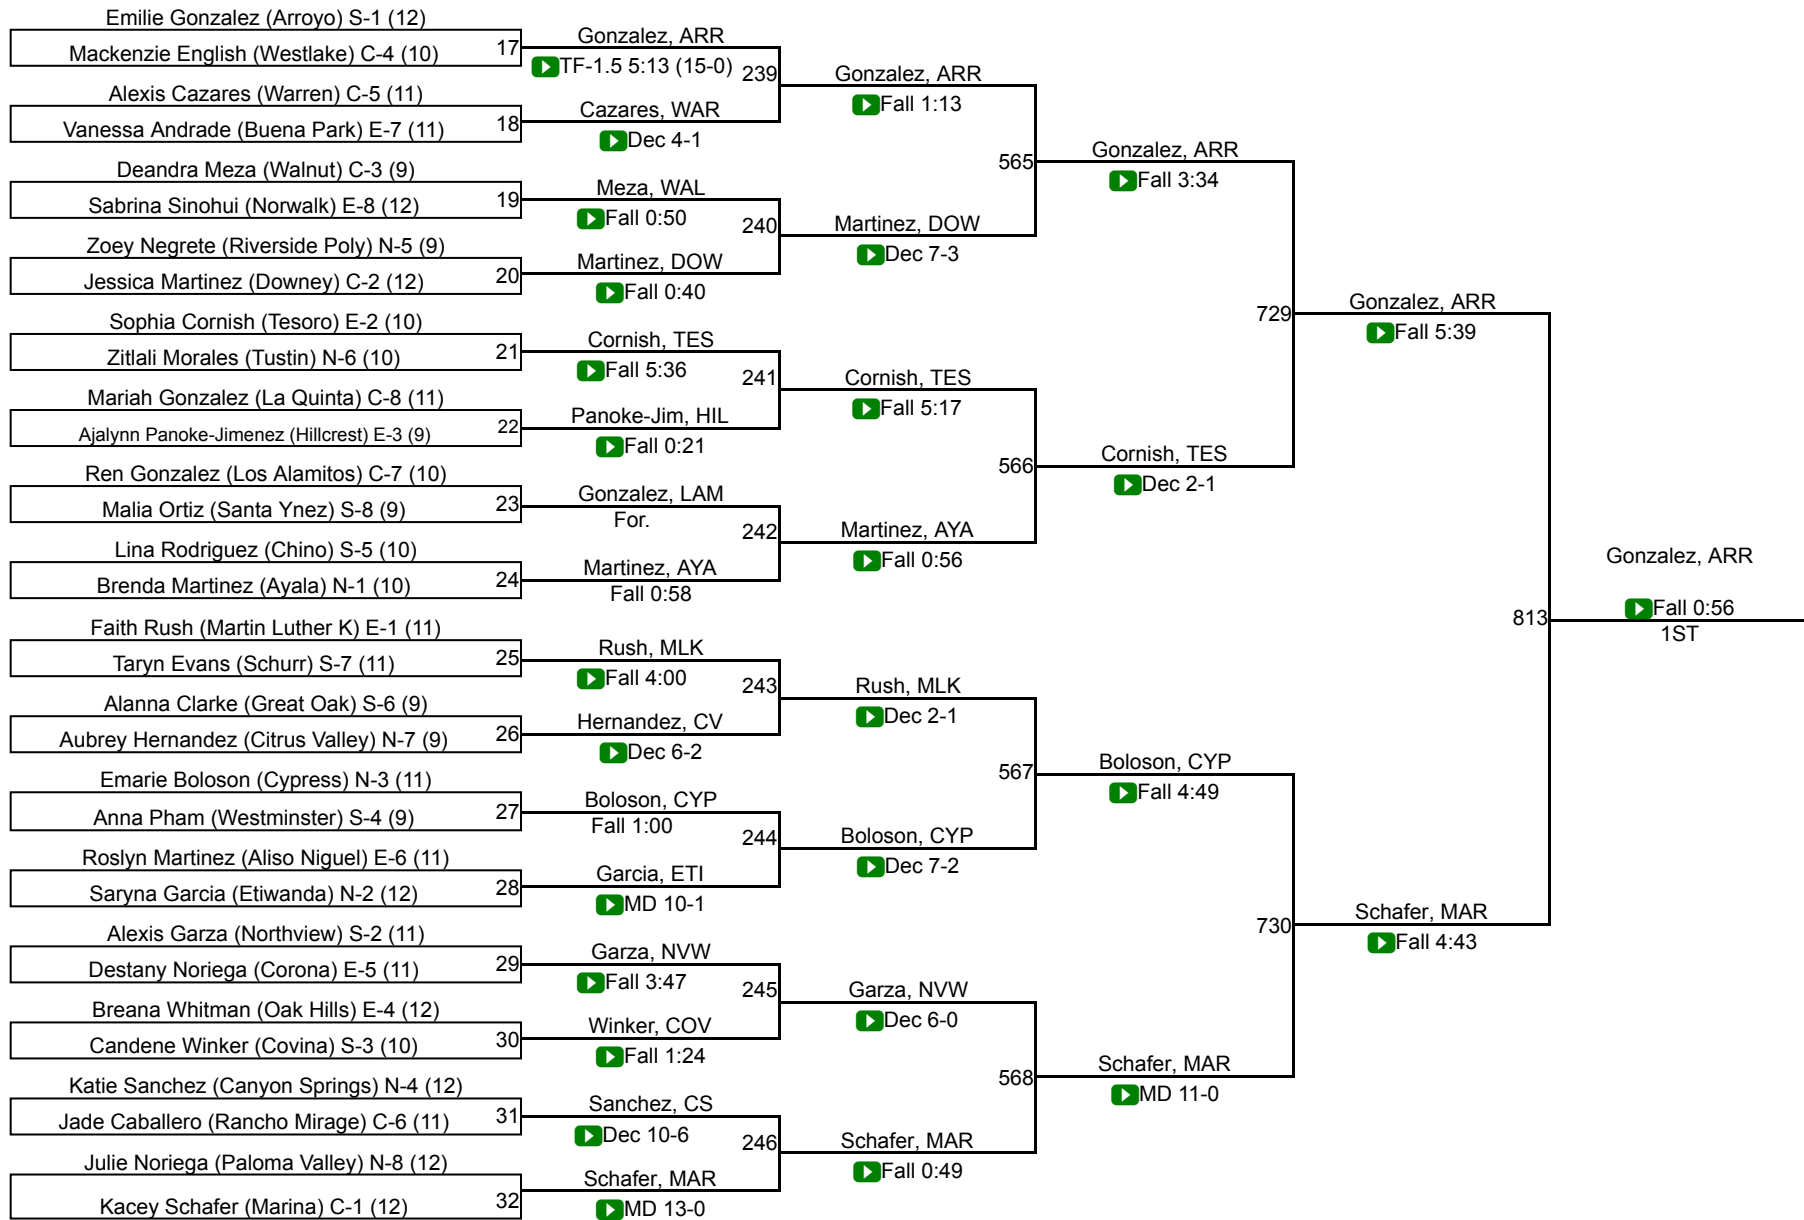 Emilie Gonzalez (Arroyo) S-1 (12)
Mackenzie English (Westlake) C-4 (10)
17
Alexis Cazares (Warren) C-5 (11)
Vanessa Andrade (Buena Park) E-7 (11)
18
Deandra Meza (Walnut) C-3 (9)
Sabrina Sinohui (Norwalk) E-8 (12)
19
Zoey Negrete (Riverside Poly) N-5 (9)
Jessica Martinez (Downey) C-2 (12)
20
Sophia Cornish (Tesoro) E-2 (10)
Zitlali Morales (Tustin) N-6 (10)
21
Mariah Gonzalez (La Quinta) C-8 (11)
Ajalynn Panoke-Jimenez (Hillcrest) E-3 (9)
22
Ren Gonzalez (Los Alamitos) C-7 (10)
Malia Ortiz (Santa Ynez) S-8 (9)
23
Lina Rodriguez (Chino) S-5 (10)
Brenda Martinez (Ayala) N-1 (10)
24
Faith Rush (Martin Luther K) E-1 (11)
Taryn Evans (Schurr) S-7 (11)
25
Alanna Clarke (Great Oak) S-6 (9)
Aubrey Hernandez (Citrus Valley) N-7 (9)
26
Emarie Boloson (Cypress) N-3 (11)
Anna Pham (Westminster) S-4 (9)
27
Roslyn Martinez (Aliso Niguel) E-6 (11)
Saryna Garcia (Etiwanda) N-2 (12)
28
Alexis Garza (Northview) S-2 (11)
Destany Noriega (Corona) E-5 (11)
29
Breana Whitman (Oak Hills) E-4 (12)
Candene Winker (Covina) S-3 (10)
30
Katie Sanchez (Canyon Springs) N-4 (12)
Jade Caballero (Rancho Mirage) C-6 (11)
31
Julie Noriega (Paloma Valley) N-8 (12)
Kacey Schafer (Marina) C-1 (12)
32
Gonzalez, ARR
TF-1.5 5:13 (15-0)
239
Cazares, WAR
Dec 4-1
Meza, WAL
Fall 0:50
240
Martinez, DOW
Fall 0:40
Cornish, TES
Fall 5:36
241
Panoke-Jim, HIL
Fall 0:21
Gonzalez, LAM
For.
242
Martinez, AYA
Fall 0:58
Rush, MLK
Fall 4:00
243
Hernandez, CV
Dec 6-2
Boloson, CYP
Fall 1:00
244
Garcia, ETI
MD 10-1
Garza, NVW
Fall 3:47
245
Winker, COV
Fall 1:24
Sanchez, CS
Dec 10-6
246
Schafer, MAR
MD 13-0
Gonzalez, ARR
Fall 1:13
565
Martinez, DOW
Dec 7-3
Cornish, TES
Fall 5:17
566
Martinez, AYA
Fall 0:56
Rush, MLK
Dec 2-1
567
Boloson, CYP
Dec 7-2
Garza, NVW
Dec 6-0
568
Schafer, MAR
Fall 0:49
Gonzalez, ARR
Fall 3:34
729
Cornish, TES
Dec 2-1
Boloson, CYP
Fall 4:49
730
Schafer, MAR
MD 11-0
Gonzalez, ARR
Fall 5:39
813
Schafer, MAR
Fall 4:43
Gonzalez, ARR
Fall 0:56
1ST